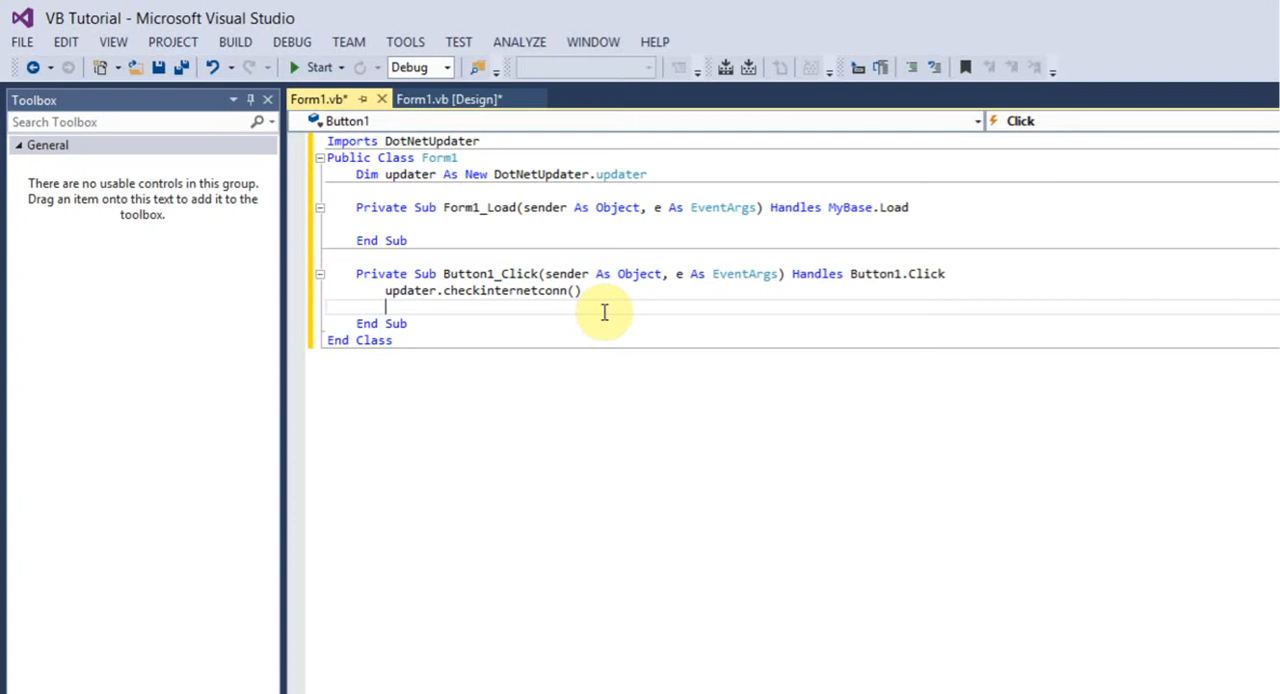 VB Tutorial - Microsoft Visual Studio
FILE EDIT VIEW PROJECT BUILD DEBUG TEAM TOOLS TEST ANALYZE WINDOW HELP
Start Debug
Toolbox
Form1.vb* Form1.vb [Design]*
Search Toolbox
Button1 Click
General
There are no usable controls in this group.
Drag an item onto this text to add it to the
toolbox.
Imports DotNetUpdater
Public Class Form1
Dim updater As New DotNetUpdater.updater
Private Sub Form1_Load(sender As Object, e As EventArgs) Handles MyBase.Load
End Sub
Private Sub Button1_Click(sender As Object, e As EventArgs) Handles Button1.Click
updater.checkinternetconn()
End Sub
End Class